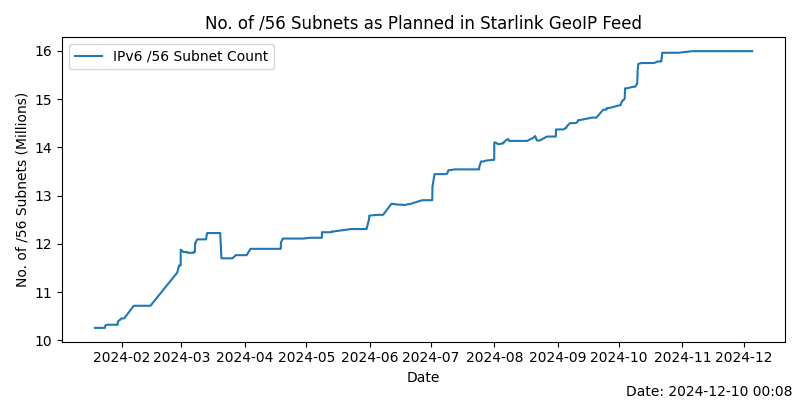 No. of /56 Subnets as Planned in Starlink GeoIP Feed
IPv6 /56 Subnet Count
No. of /56 Subnets (Millions)
16
15
14
13
12
11
10
2024-02 2024-03 2024-04 2024-05 2024-06 2024-07 2024-08 2024-09 2024-10 2024-11 2024-12
Date
Date: 2024-12-10 00:08